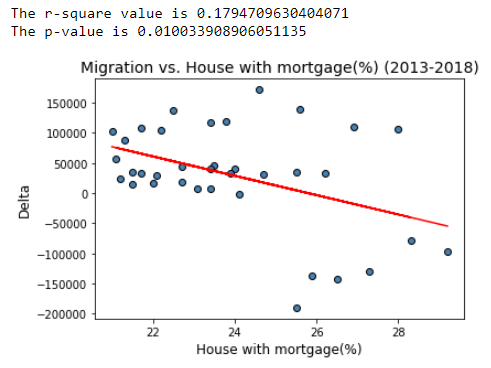 The r-square value is 0.1794709630404071
The p-value is 0.010033908906051135
Migration vs. House with mortgage(%) (2013-2018)
150000
100000
50000
0
−50000
−100000
−150000
−200000
Delta
22
24
26
28
House with mortgage(%)